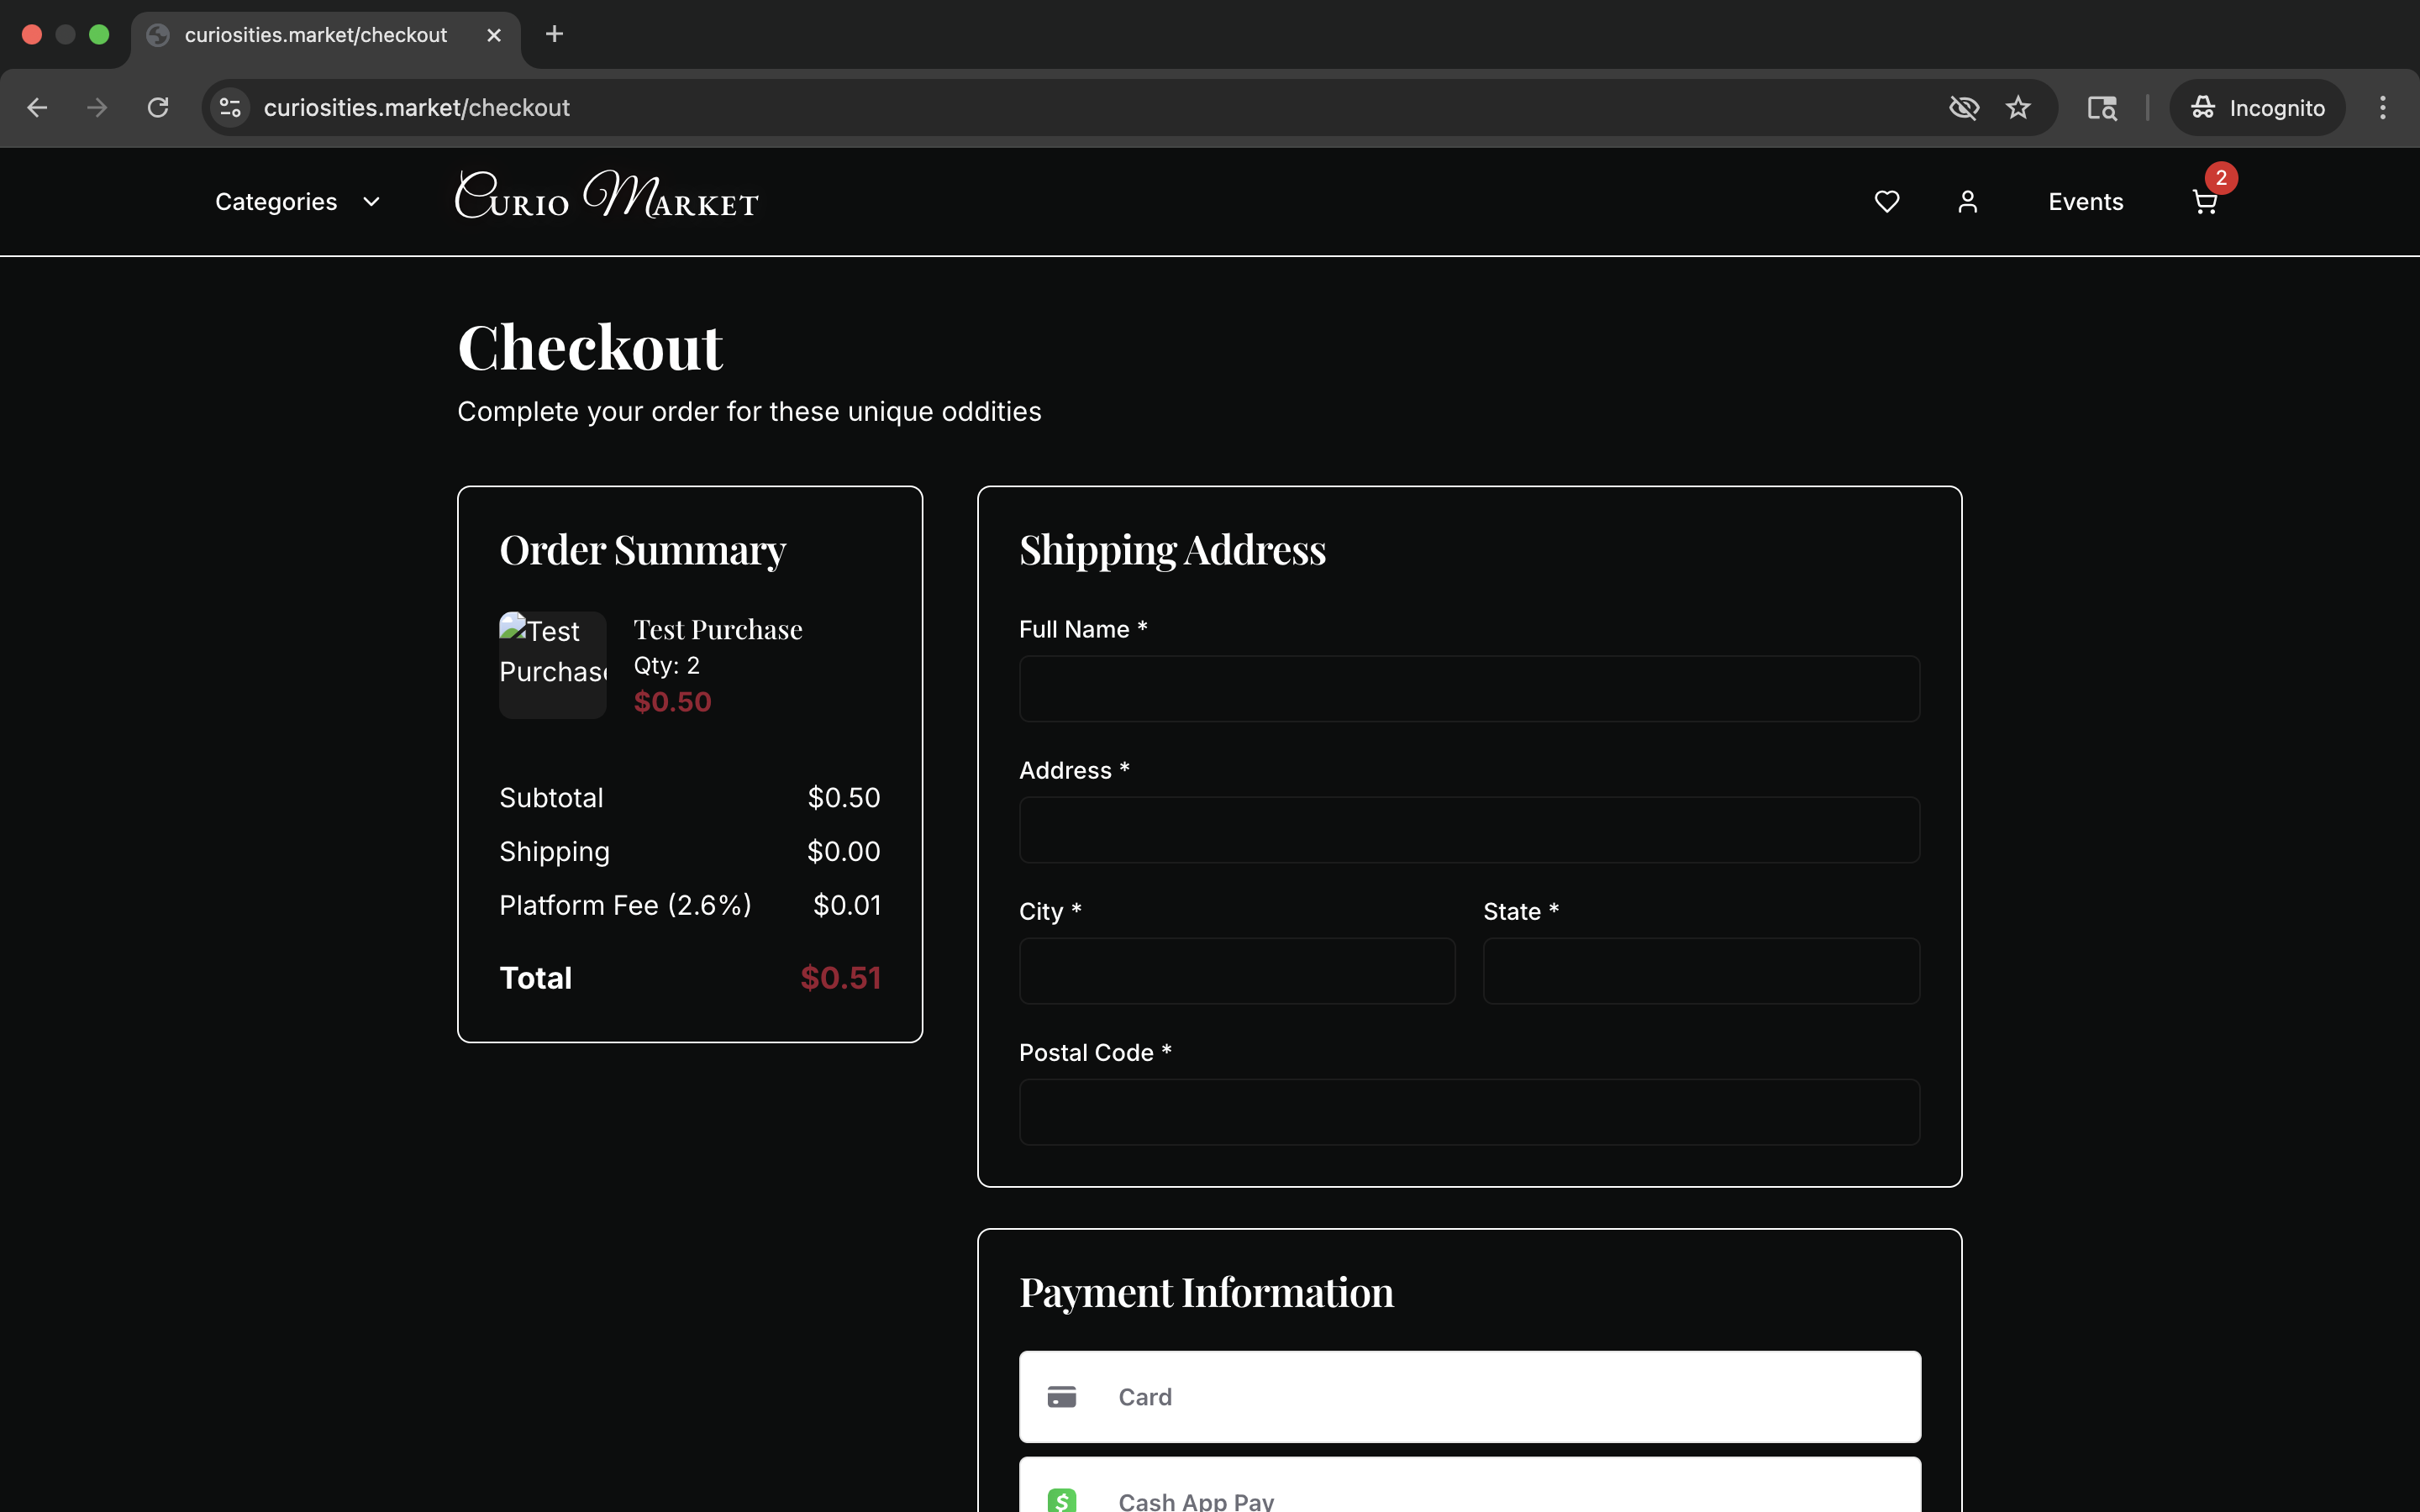 curiosities.market/checkout
curiosities.market/checkout
Incognito
Categories
Curio Market
Events
2
Checkout
Complete your order for these unique oddities
Order Summary
Test
Purchase
Test Purchase
Qty: 2
$0.50
Subtotal $0.50
Shipping $0.00
Platform Fee (2.6%) $0.01
Total $0.51
Shipping Address
Full Name *
Address *
City * State *
Postal Code *
Payment Information
Card
Cash App Pay